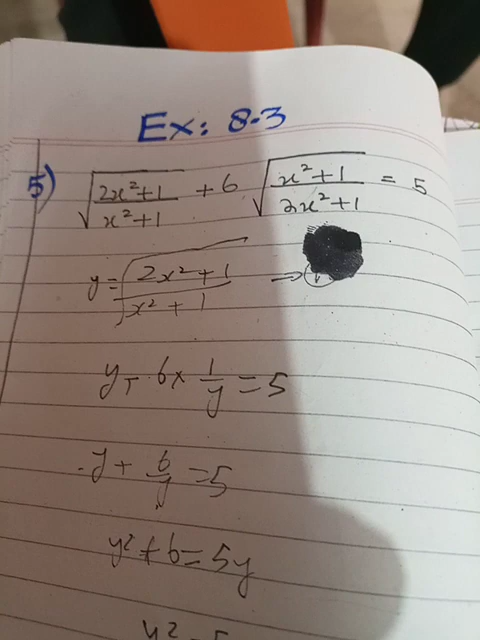 Ex: 8.3
5) √(2x²+1/x²+1) + 6 √(x²+1/2x²+1) = 5
y = √(2x²+1/x²+1) →
y + 6 × 1/y = 5
y + 6/y = 5
y² + 6 = 5y
y²